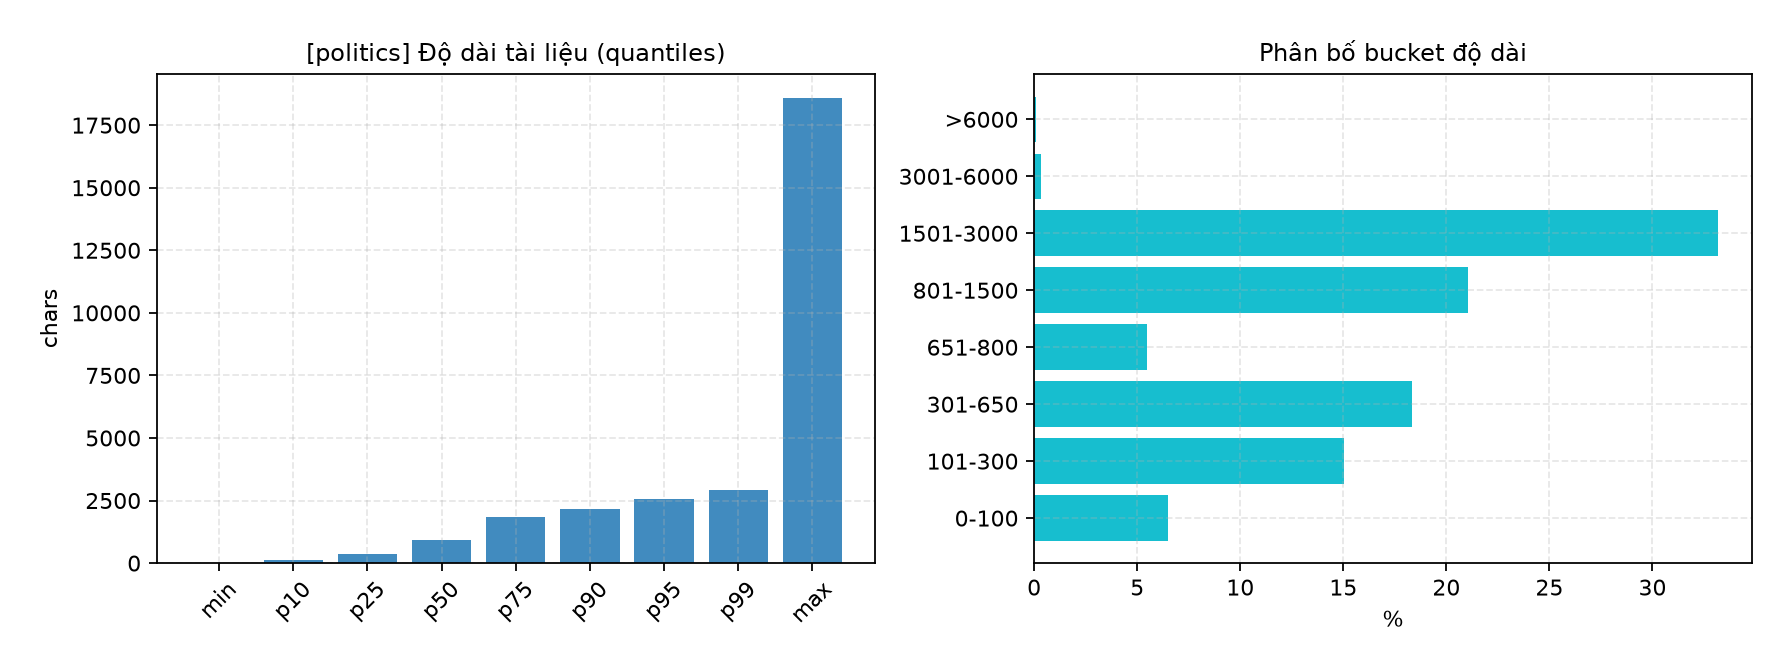 [politics] Độ dài tài liệu (quantiles)
chars
17500
15000
12500
10000
7500
5000
2500
0
min
p10
p25
p50
p75
p90
p95
p99
max
Phân bố bucket độ dài
>6000
3001-6000
1501-3000
801-1500
651-800
301-650
101-300
0-100
0
5
10
15
20
25
30
%